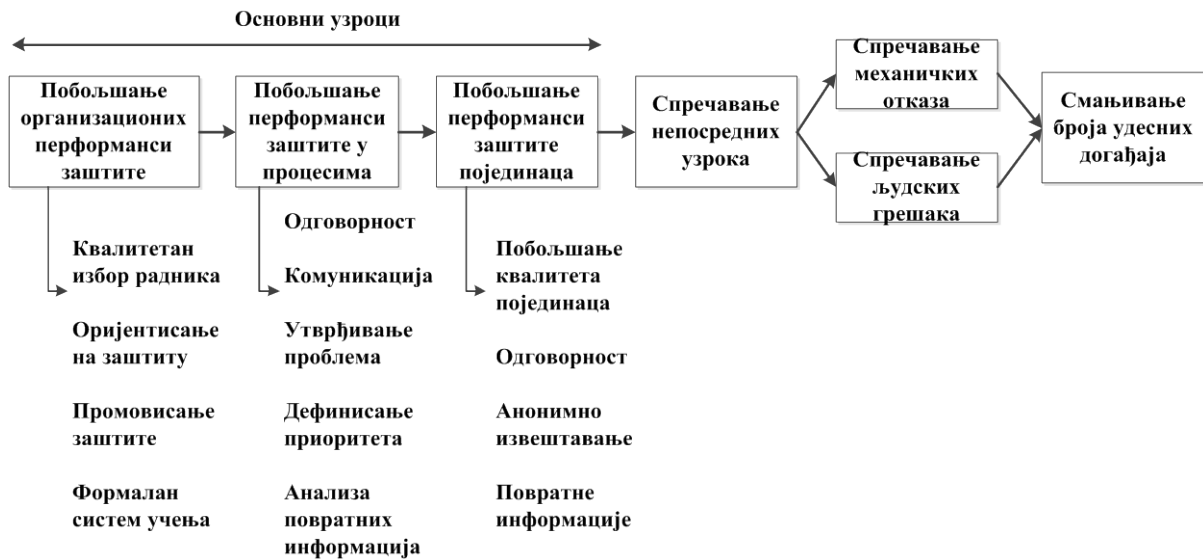 Основни узроци
Побољшање
организационих
перформанси
заштите
Побољшање
перформанси
заштите у
процесима
Побољшање
перформанси
заштите
појединаца
Спречавање
непосредних
узрока
Спречавање
механичких
отказа
Спречавање
људских
грешака
Смањивање
броја удесних
догађаја
Квалитетан
избор радника
Оријентисање
на заштиту
Промовисање
заштите
Формалан
систем учења
Одговорност
Комуникација
Утврђивање
проблема
Дефинисање
приоритета
Анализа
повратних
информација
Побољшање
квалитета
појединаца
Одговорност
Анонимно
извештавање
Повратне
информације